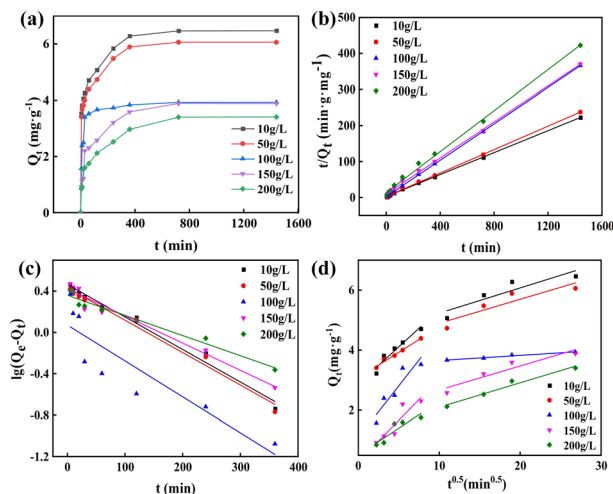 (a)
Qt (mg·g-1)
6
3
0
10g/L
50g/L
100g/L
150g/L
200g/L
0 400 800 1200 1600
t (min)
(b)
t/Qt (min·g·mg-1)
500
400
300
200
100
0
10g/L
50g/L
100g/L
150g/L
200g/L
0 400 800 1200 1600
t (min)
(c)
lg(Qe-Qt)
0.4
0.0
-0.4
-0.8
-1.2
10g/L
50g/L
100g/L
150g/L
200g/L
0 100 200 300 400
t (min)
(d)
Qt(mg·g-1)
6
4
2
10g/L
50g/L
100g/L
150g/L
200g/L
0 10 20 30
t0.5(min0.5)